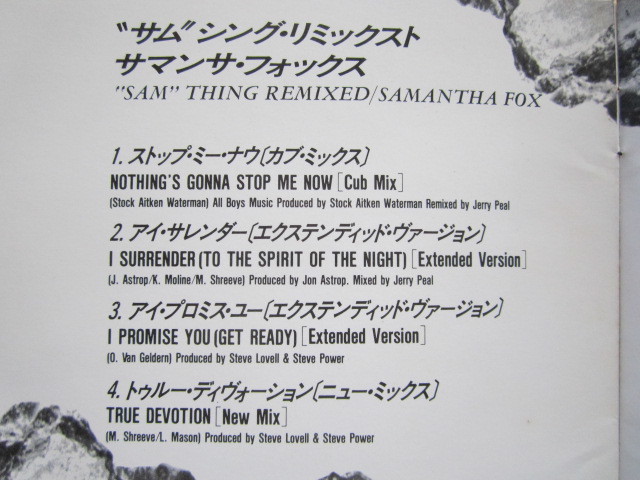 "サム"シング・リミックスト
サマンサ・フォックス
"SAM" THING REMIXED/SAMANTHA FOX
1. ストップ・ミー・ナウ[カブ・ミックス]
NOTHING'S GONNA STOP ME NOW [Cub Mix]
(Stock Aitken Waterman) All Boys Music Produced by Stock Aitken Waterman Remixed by Jerry Peal
2. アイ・サレンダー[エクステンディッド・ヴァージョン]
I SURRENDER (TO THE SPIRIT OF THE NIGHT) [Extended Version]
(J. Astrop/K. Moline/M. Shreeve) Produced by Jon Astrop. Mixed by Jerry Peal
3. アイ・プロミス・ユー[エクステンディッド・ヴァージョン]
I PROMISE YOU (GET READY) [Extended Version]
(O. Van Geldern) Produced by Steve Lovell & Steve Power
4. トゥルー・ディヴォーション[ニュー・ミックス]
TRUE DEVOTION [New Mix]
(M. Shreeve/L. Mason) Produced by Steve Lovell & Steve Power